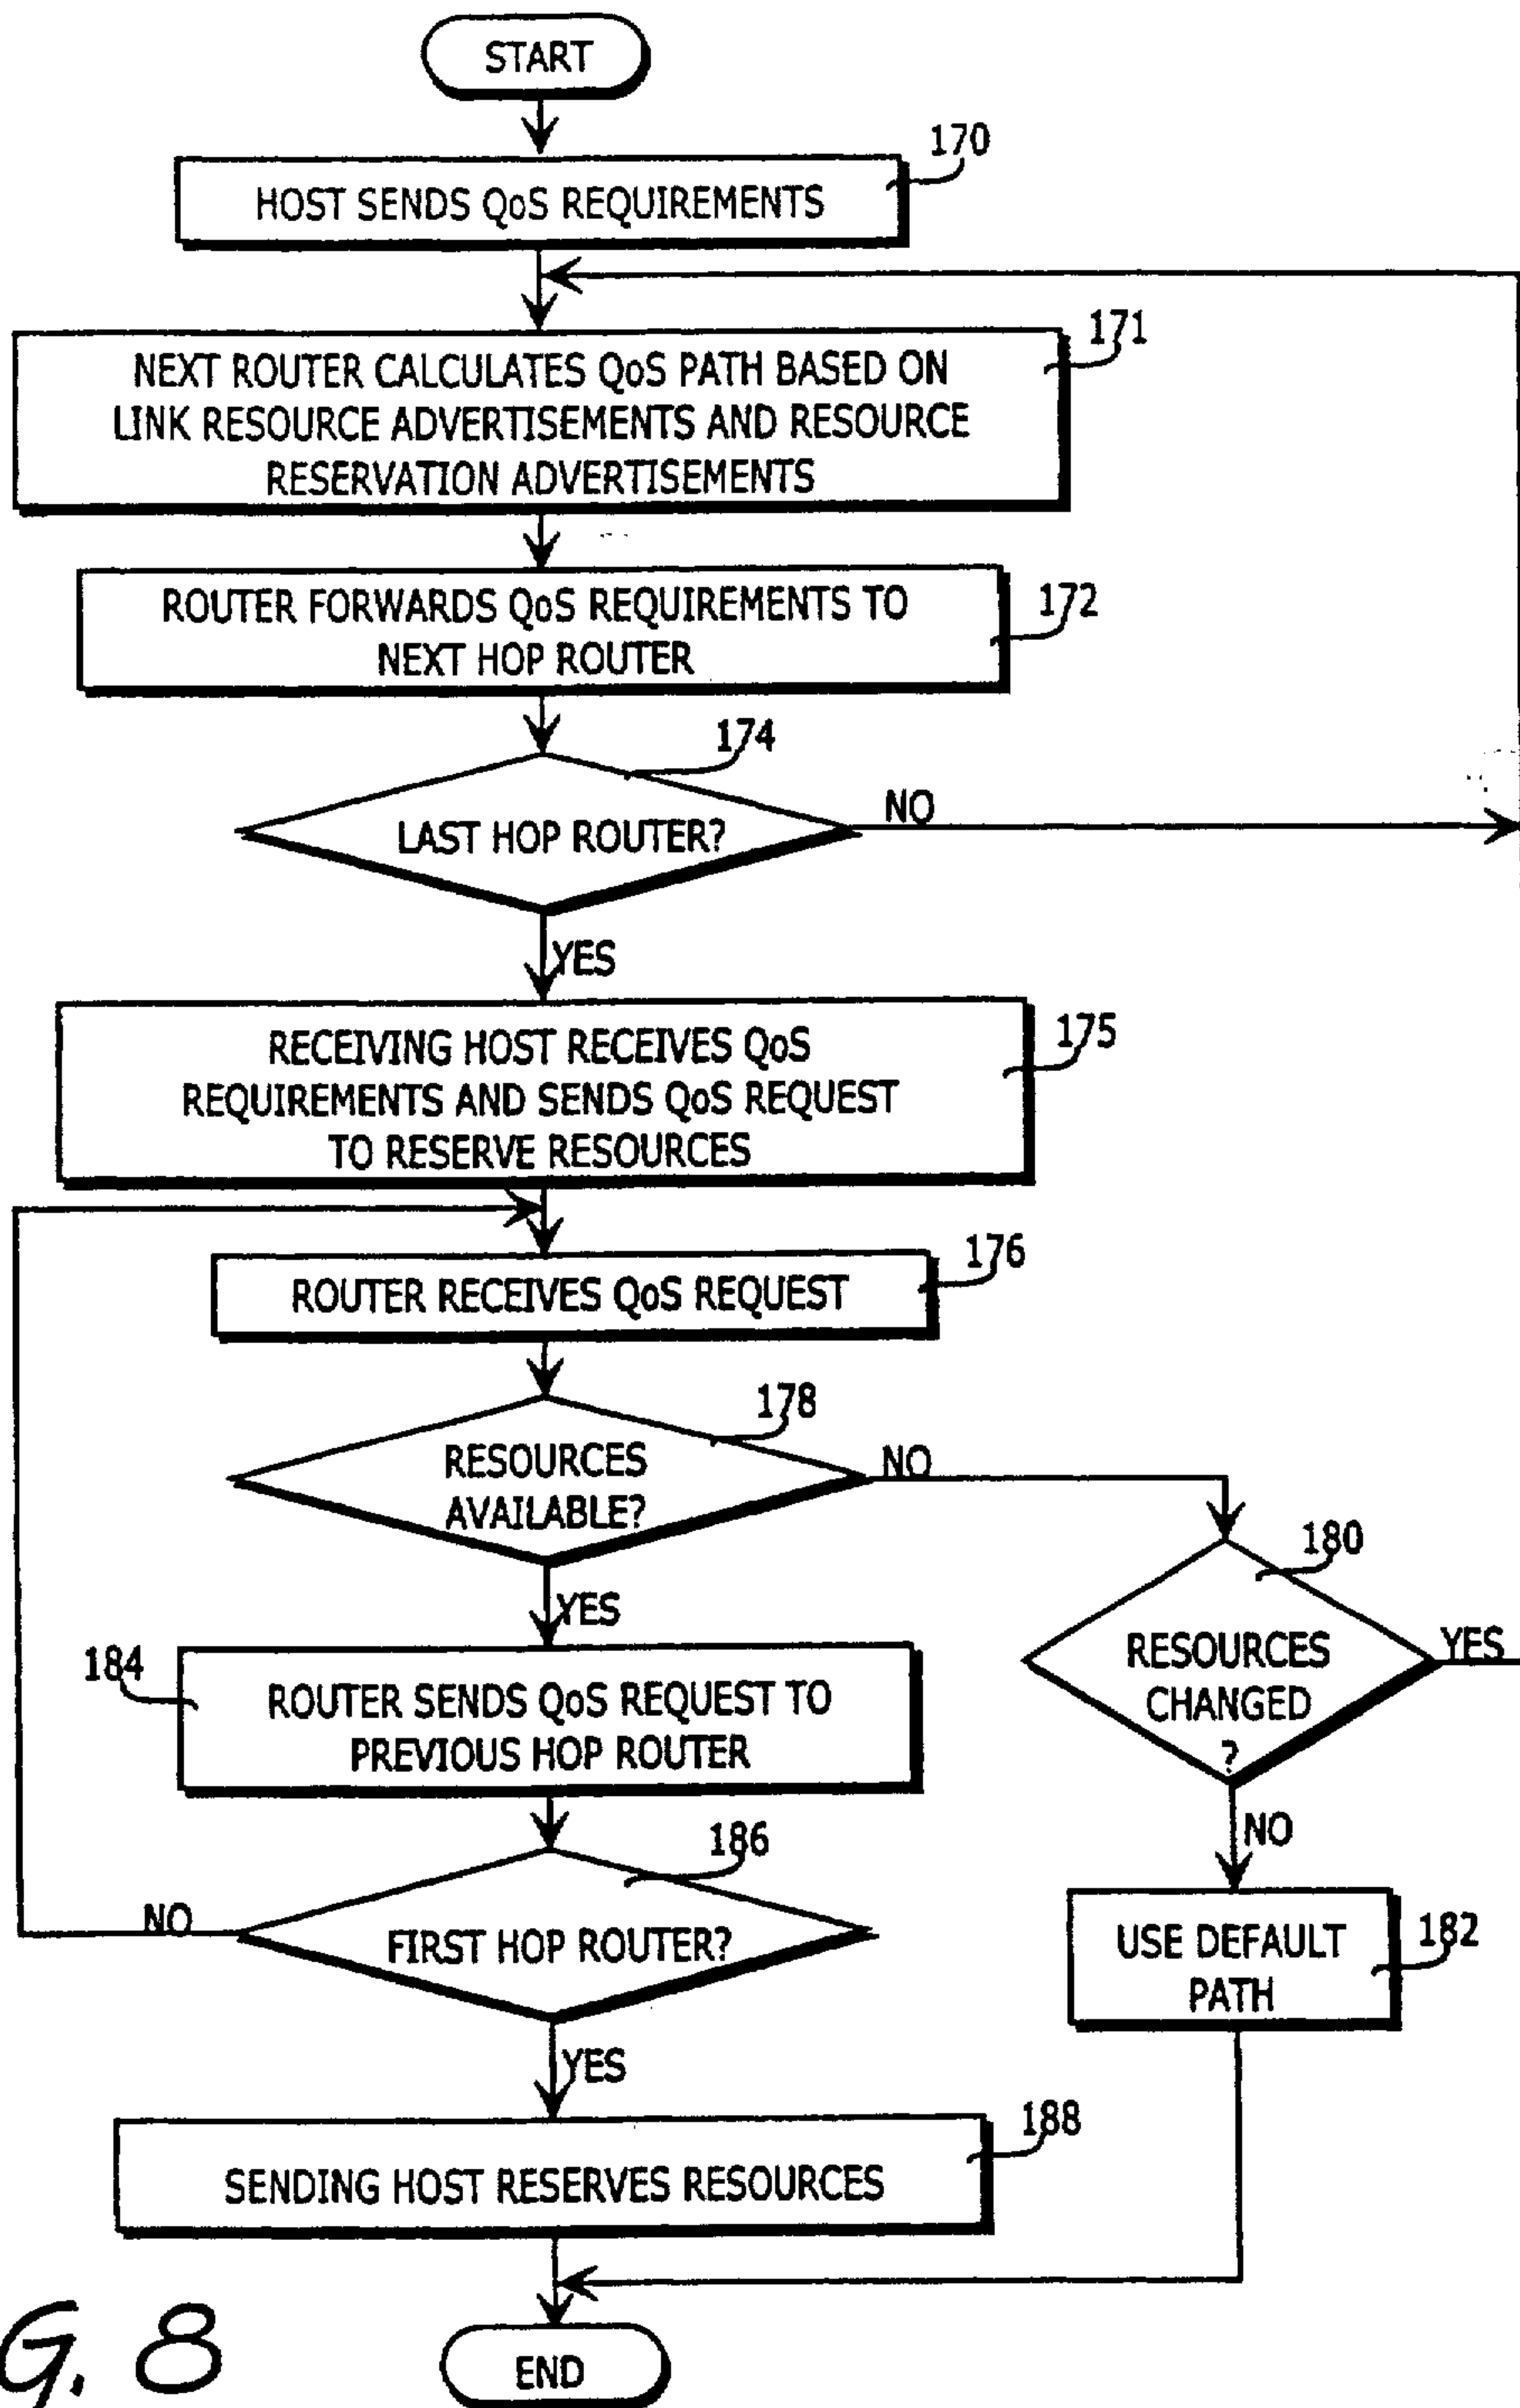 START
170
HOST SENDS QoS REQUIREMENTS
171
NEXT ROUTER CALCULATES QoS PATH BASED ON
LINK RESOURCE ADVERTISEMENTS AND RESOURCE
RESERVATION ADVERTISEMENTS
172
ROUTER FORWARDS QoS REQUIREMENTS TO
NEXT HOP ROUTER
174
LAST HOP ROUTER?
NO
YES
175
RECEIVING HOST RECEIVES QoS
REQUIREMENTS AND SENDS QoS REQUEST
TO RESERVE RESOURCES
176
ROUTER RECEIVES QoS REQUEST
178
RESOURCES
AVAILABLE?
NO
YES
180
RESOURCES
CHANGED
?
YES
NO
184
ROUTER SENDS QoS REQUEST TO
PREVIOUS HOP ROUTER
186
FIRST HOP ROUTER?
NO
YES
182
USE DEFAULT
PATH
188
SENDING HOST RESERVES RESOURCES
G. 8
END